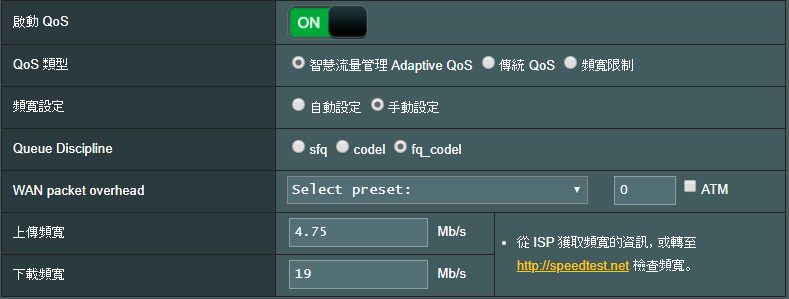 啟動 QoS
ON
QoS 類型
智慧流量管理 Adaptive QoS 傳統 QoS 頻寬限制
頻寬設定
自動設定 手動設定
Queue Discipline
sfq codel fq_codel
WAN packet overhead
Select preset: 0 ATM
上傳頻寬
4.75 Mb/s
下載頻寬
19 Mb/s
從 ISP 獲取頻寬的資訊, 或轉至
http://speedtest.net 檢查頻寬。